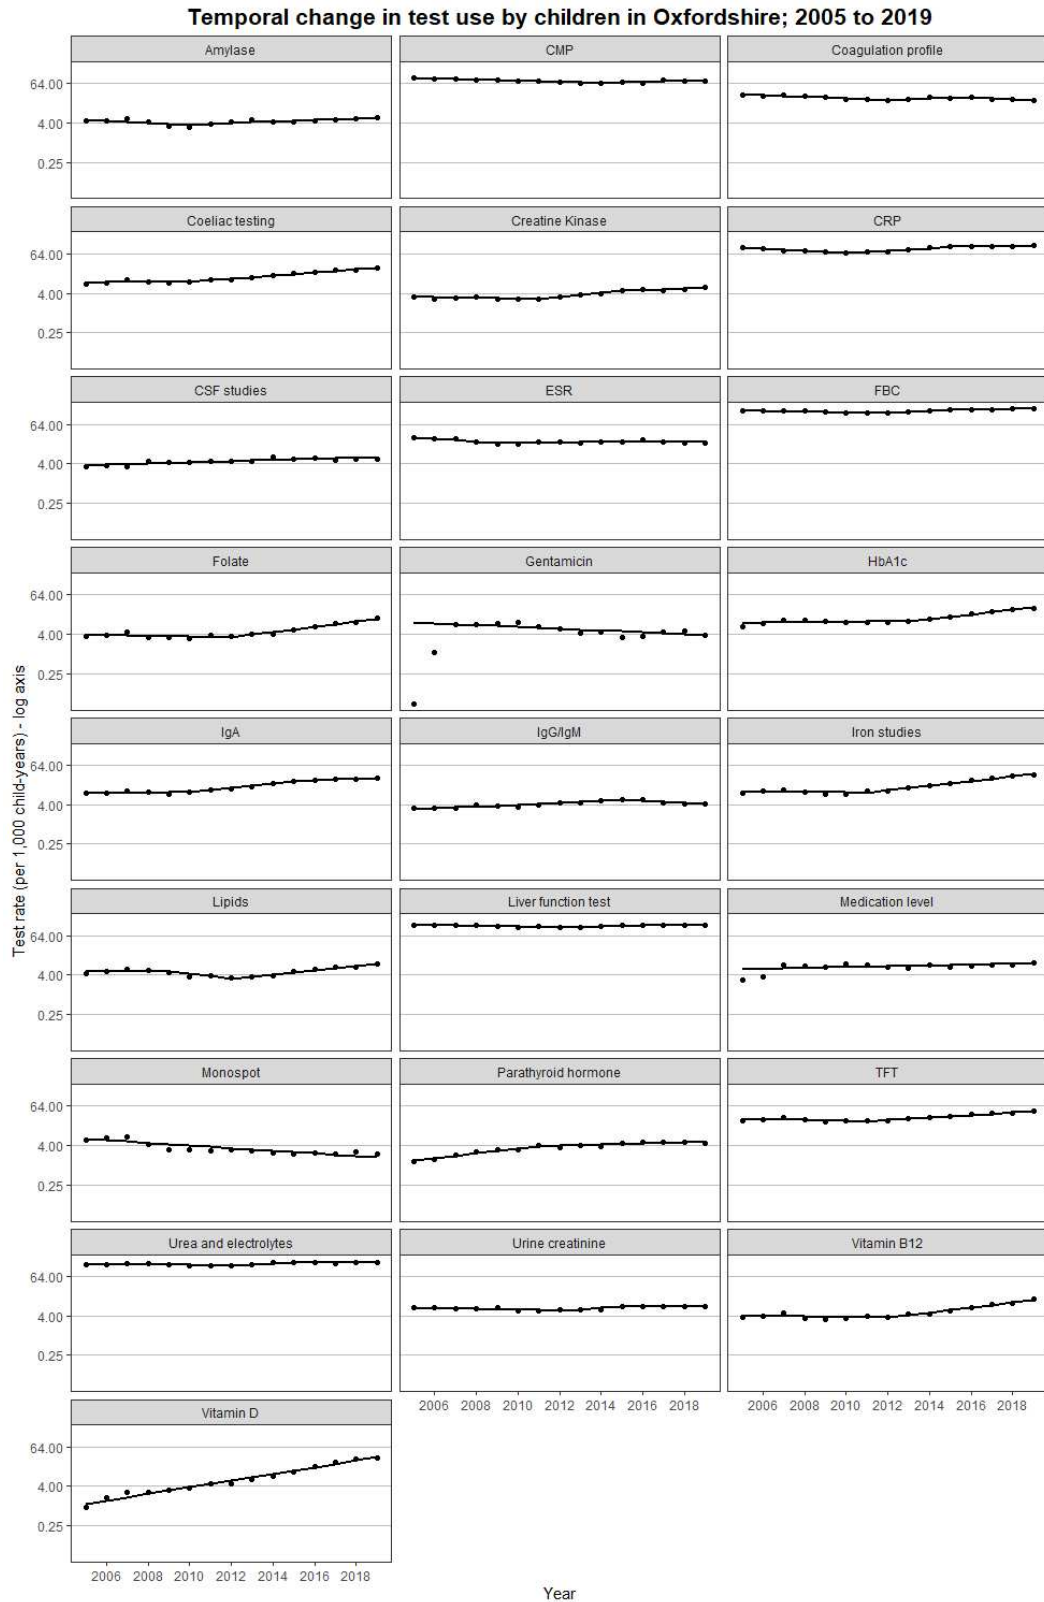 Temporal change in test use by children in Oxfordshire; 2005 to 2019
Amylase
CMP
Coagulation profile
64.00
4.00
0.25
Coeliac testing
Creatine Kinase
CRP
64.00
4.00
0.25
CSF studies
ESR
FBC
64.00
4.00
0.25
Folate
Gentamicin
HbA1c
64.00
4.00
0.25
IgA
IgG/IgM
Iron studies
64.00
4.00
0.25
Test rate (per 1,000 child-years) - log axis
Lipids
Liver function test
Medication level
64.00
4.00
0.25
Monospot
Parathyroid hormone
TFT
64.00
4.00
0.25
Urea and electrolytes
Urine creatinine
Vitamin B12
64.00
4.00
0.25
2006 2008 2010 2012 2014 2016 2018
2006 2008 2010 2012 2014 2016 2018
Vitamin D
64.00
4.00
0.25
2006 2008 2010 2012 2014 2016 2018
Year